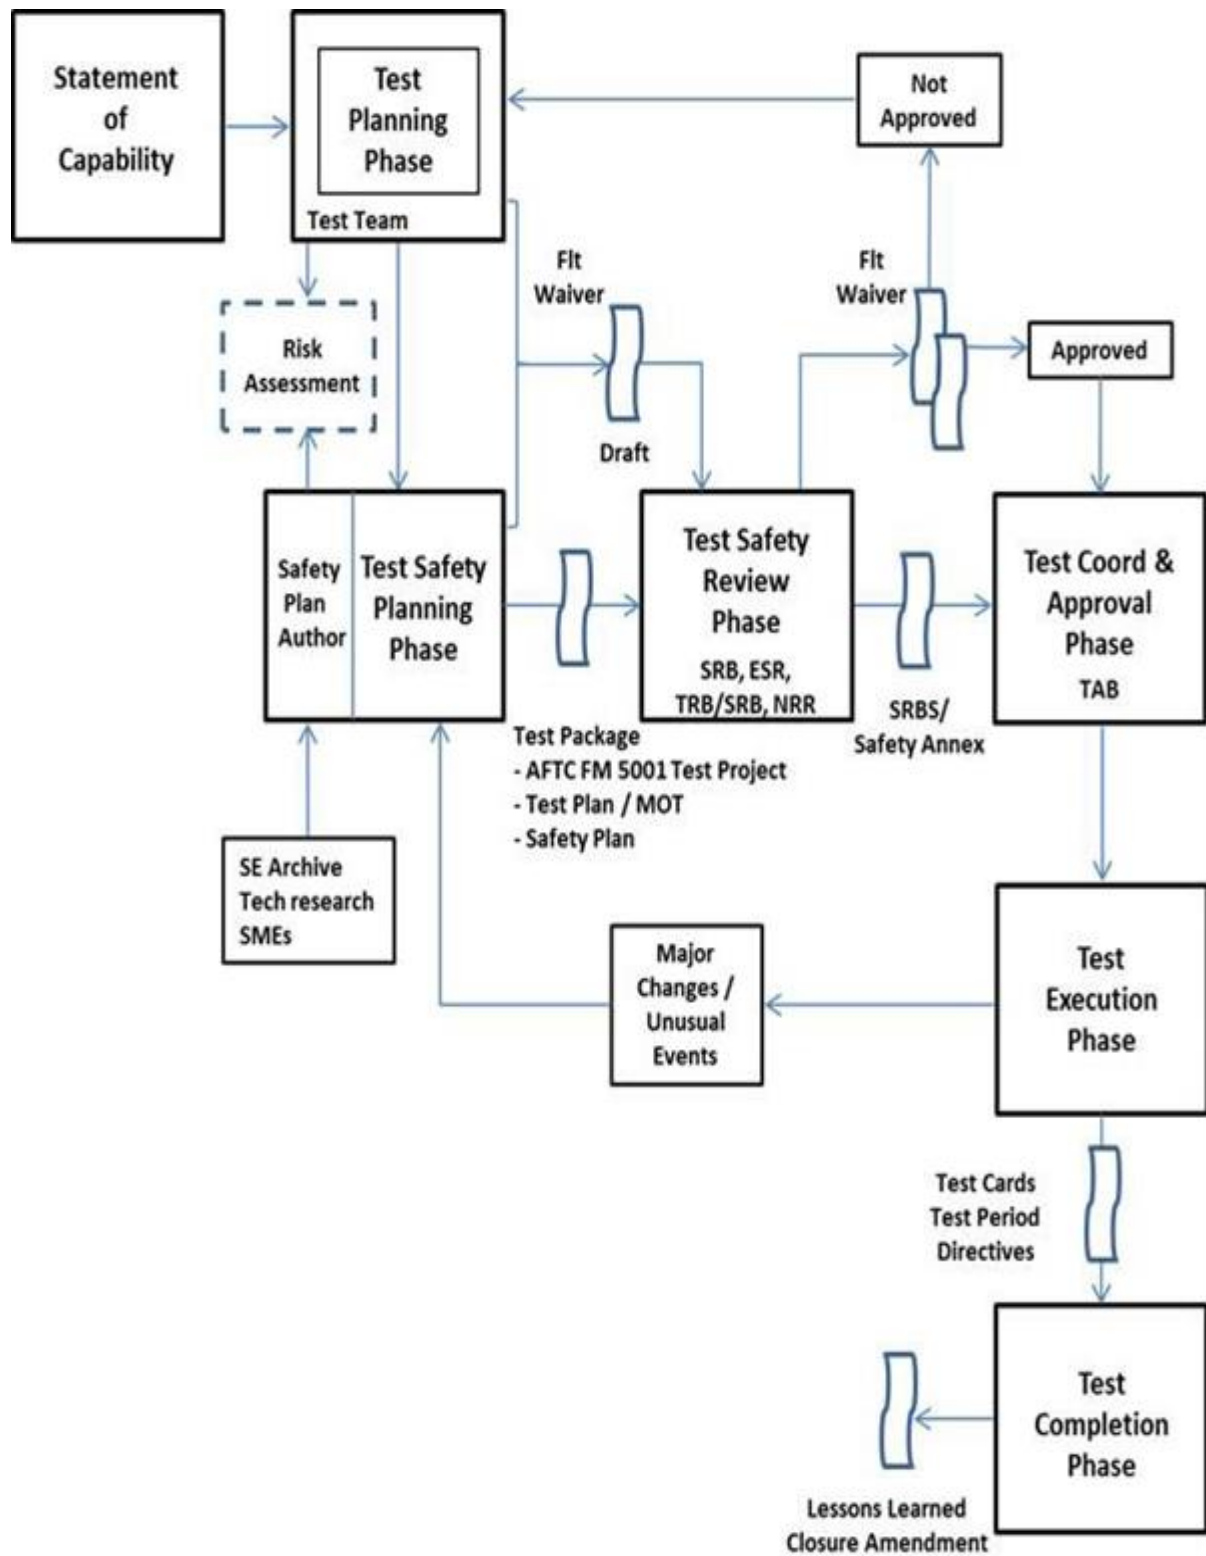 Statement
of
Capability
Test
Planning
Phase
Test Team
Not
Approved
Flt
Waiver
Flt
Waiver
Risk
Assessment
Approved
Draft
Safety
Plan
Author
Test Safety
Planning
Phase
Test Safety
Review
Phase
SRB, ESR,
TRB/SRB, NRR
Test Coord &
Approval
Phase
TAB
SRBS/
Safety Annex
Test Package
- AFTC FM 5001 Test Project
- Test Plan / MOT
- Safety Plan
SE Archive
Tech research
SMEs
Major
Changes /
Unusual
Events
Test
Execution
Phase
Test Cards
Test Period
Directives
Test
Completion
Phase
Lessons Learned
Closure Amendment